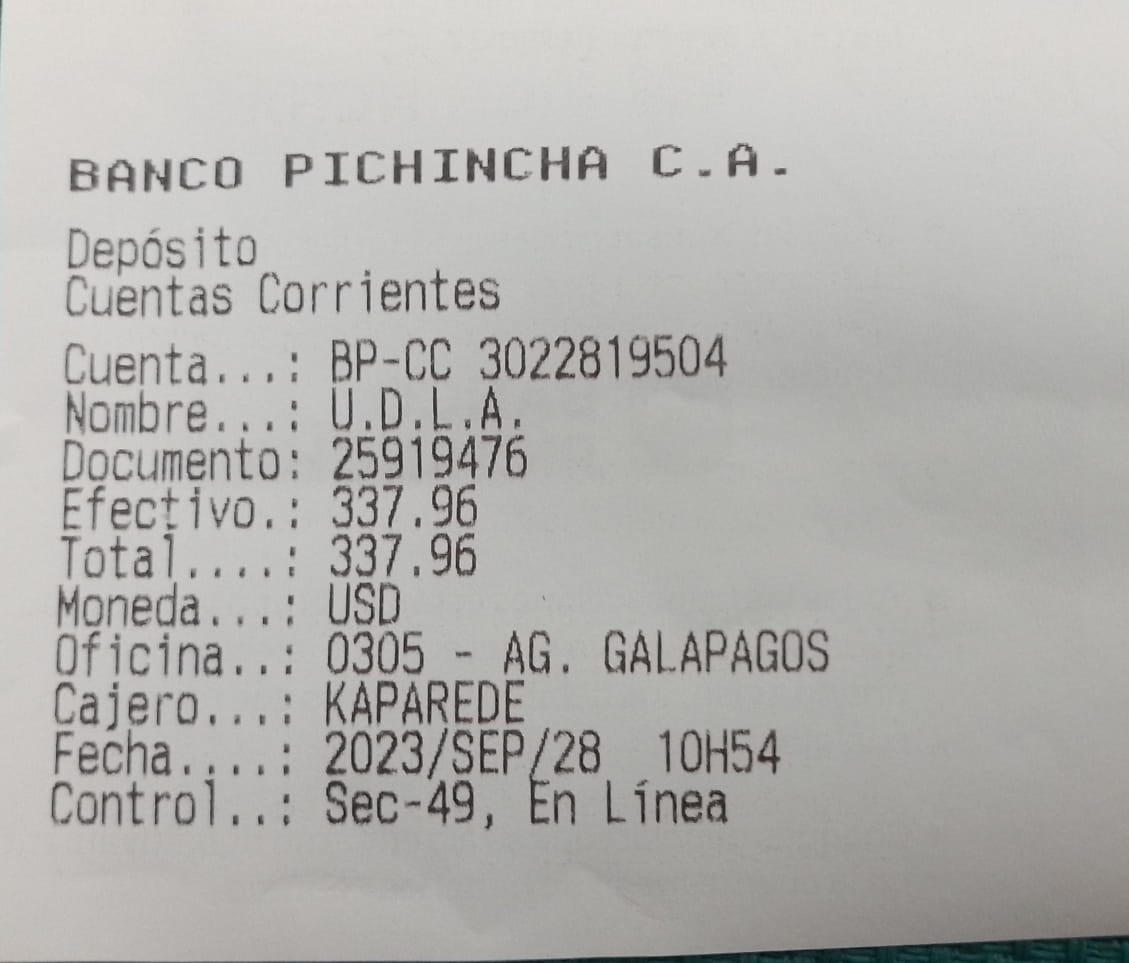 BANCO PICHINCHA C.A.
Depósito
Cuentas Corrientes
Cuenta...: BP-CC 3022819504
Nombre...: U.D.L.A.
Documento: 25919476
Efectivo.: 337.96
Total....: 337.96
Moneda...: USD
Oficina..: 0305 - AG. GALAPAGOS
Cajero...: KAPAREDE
Fecha....: 2023/SEP/28 10H54
Control..: Sec-49, En Línea